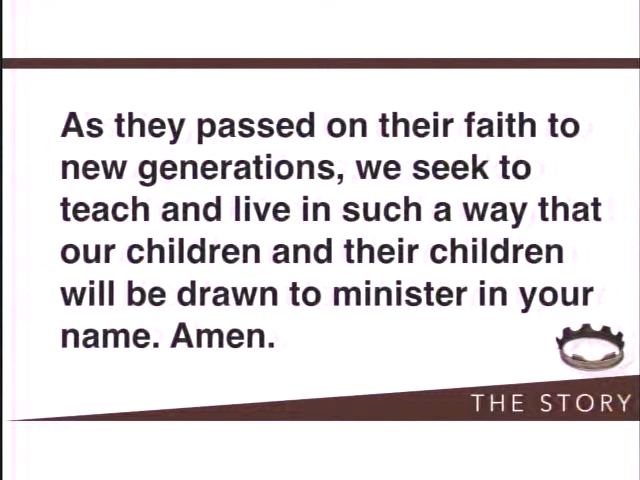 As they passed on their faith to
new generations, we seek to
teach and live in such a way that
our children and their children
will be drawn to minister in your
name. Amen.
THE STORY